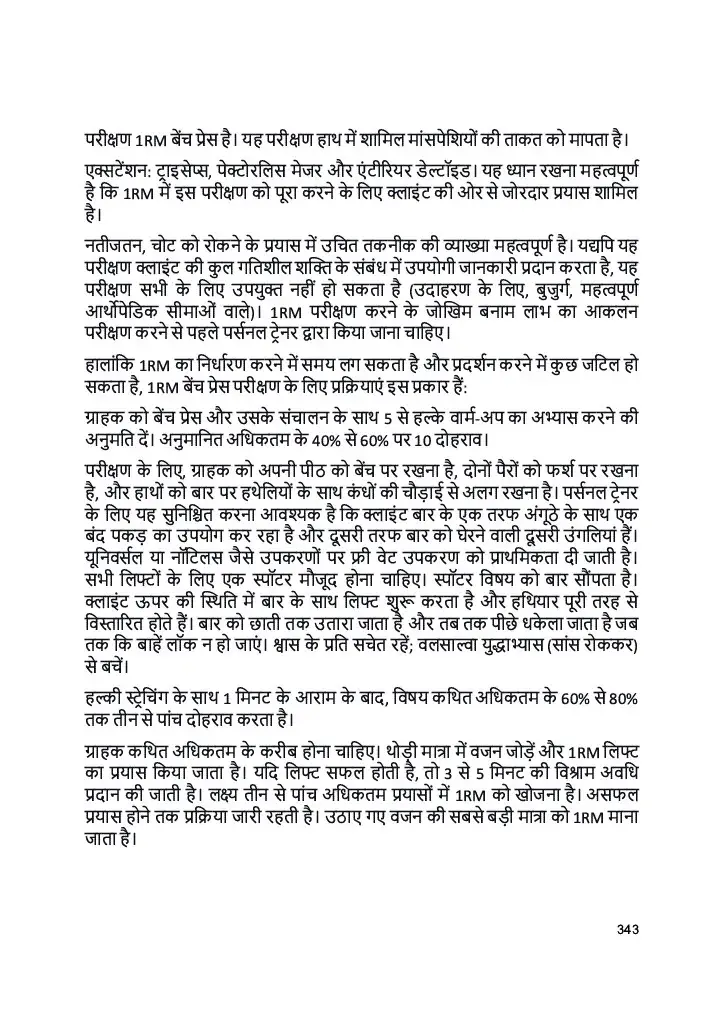 परीक्षण 1RM बेंच प्रेस है। यह परीक्षण हाथ में शामिल मांसपेशियों की ताकत को मापता है।
एक्सटेंशन: ट्राइसेप्स, पेक्टोरलिस मेजर और एंटीरियर डेल्टॉइड। यह ध्यान रखना महत्वपूर्ण
है कि 1RM में इस परीक्षण को पूरा करने के लिए क्लाइंट की ओर से जोरदार प्रयास शामिल
है।
नतीजतन, चोट को रोकने के प्रयास में उचित तकनीक की व्याख्या महत्वपूर्ण है। यद्यपि यह
परीक्षण क्लाइंट की कुल गतिशील शक्ति के संबंध में उपयोगी जानकारी प्रदान करता है, यह
परीक्षण सभी के लिए उपयुक्त नहीं हो सकता है (उदाहरण के लिए, बुजुर्ग, महत्वपूर्ण
आर्थोपेडिक सीमाओं वाले)। 1RM परीक्षण करने के जोखिम बनाम लाभ का आकलन
परीक्षण करने से पहले पर्सनल ट्रेनर द्वारा किया जाना चाहिए।
हालांकि 1RM का निर्धारण करने में समय लग सकता है और प्रदर्शन करने में कुछ जटिल हो
सकता है, 1RM बेंच प्रेस परीक्षण के लिए प्रक्रियाएं इस प्रकार हैं:
ग्राहक को बेंच प्रेस और उसके संचालन के साथ 5 से हल्के वार्म-अप का अभ्यास करने की
अनुमति दें। अनुमानित अधिकतम के 40% से 60% पर 10 दोहराव।
परीक्षण के लिए, ग्राहक को अपनी पीठ को बेंच पर रखना है, दोनों पैरों को फर्श पर रखना
है, और हाथों को बार पर हथेलियों के साथ कंधों की चौड़ाई से अलग रखना है। पर्सनल ट्रेनर
के लिए यह सुनिश्चित करना आवश्यक है कि क्लाइंट बार के एक तरफ अंगूठे के साथ एक
बंद पकड़ का उपयोग कर रहा है और दूसरी तरफ बार को घेरने वाली दूसरी उंगलियां हैं।
यूनिवर्सल या नॉटिलस जैसे उपकरणों पर फ्री वेट उपकरण को प्राथमिकता दी जाती है।
सभी लिफ्टों के लिए एक स्पॉटर मौजूद होना चाहिए। स्पॉटर विषय को बार सौंपता है।
क्लाइंट ऊपर की स्थिति में बार के साथ लिफ्ट शुरू करता है और हथियार पूरी तरह से
विस्तारित होते हैं। बार को छाती तक उतारा जाता है और तब तक पीछे धकेला जाता है जब
तक कि बाहें लॉक न हो जाएं। श्वास के प्रति सचेत रहें; वलसाल्वा युद्धाभ्यास (सांस रोककर)
से बचें।
हल्की स्ट्रेचिंग के साथ 1 मिनट के आराम के बाद, विषय कथित अधिकतम के 60% से 80%
तक तीन से पांच दोहराव करता है।
ग्राहक कथित अधिकतम के करीब होना चाहिए। थोड़ी मात्रा में वजन जोड़ें और 1RM लिफ्ट
का प्रयास किया जाता है। यदि लिफ्ट सफल होती है, तो 3 से 5 मिनट की विश्राम अवधि
प्रदान की जाती है। लक्ष्य तीन से पांच अधिकतम प्रयासों में 1RM को खोजना है। असफल
प्रयास होने तक प्रक्रिया जारी रहती है। उठाए गए वजन की सबसे बड़ी मात्रा को 1RM माना
जाता है।
343